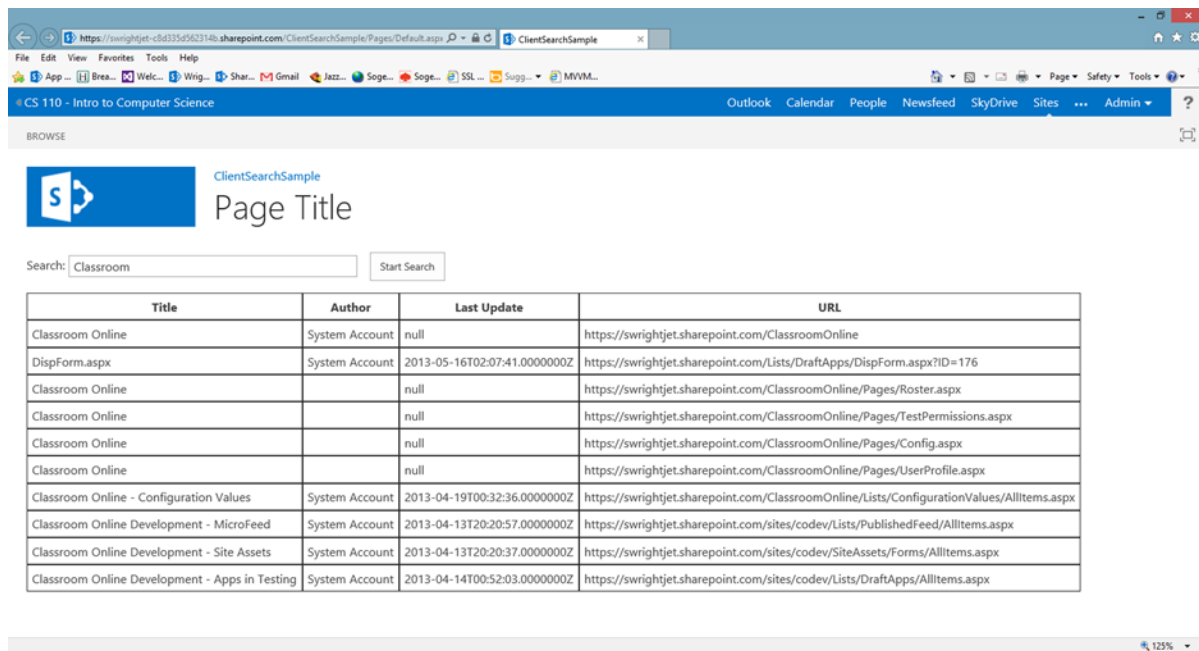 https://swrightjet-c8d335d562314b.sharepoint.com/ClientSearchSample/Pages/Default.aspx ClientSearchSample
File Edit View Favorites Tools Help
App ... Brea... Welc... Wrig... Shar... Gmail Jazz... Soge... Soge... SSL ... Sugg... MVVM... Page Safety Tools
CS 110 - Intro to Computer Science Outlook Calendar People Newsfeed SkyDrive Sites ... Admin ?
BROWSE
S
ClientSearchSample
Page Title
Search: Classroom Start Search
Title Author Last Update URL
Classroom Online System Account null https://swrightjet.sharepoint.com/ClassroomOnline
DispForm.aspx System Account 2013-05-16T02:07:41.0000000Z https://swrightjet.sharepoint.com/Lists/DraftApps/DispForm.aspx?ID=176
Classroom Online null https://swrightjet.sharepoint.com/ClassroomOnline/Pages/Roster.aspx
Classroom Online null https://swrightjet.sharepoint.com/ClassroomOnline/Pages/TestPermissions.aspx
Classroom Online null https://swrightjet.sharepoint.com/ClassroomOnline/Pages/Config.aspx
Classroom Online null https://swrightjet.sharepoint.com/ClassroomOnline/Pages/UserProfile.aspx
Classroom Online - Configuration Values System Account 2013-04-19T00:32:36.0000000Z https://swrightjet.sharepoint.com/ClassroomOnline/Lists/ConfigurationValues/AllItems.aspx
Classroom Online Development - MicroFeed System Account 2013-04-13T20:20:57.0000000Z https://swrightjet.sharepoint.com/sites/codev/Lists/PublishedFeed/AllItems.aspx
Classroom Online Development - Site Assets System Account 2013-04-13T20:20:37.0000000Z https://swrightjet.sharepoint.com/sites/codev/SiteAssets/Forms/AllItems.aspx
Classroom Online Development - Apps in Testing System Account 2013-04-14T00:52:03.0000000Z https://swrightjet.sharepoint.com/sites/codev/Lists/DraftApps/AllItems.aspx
125%